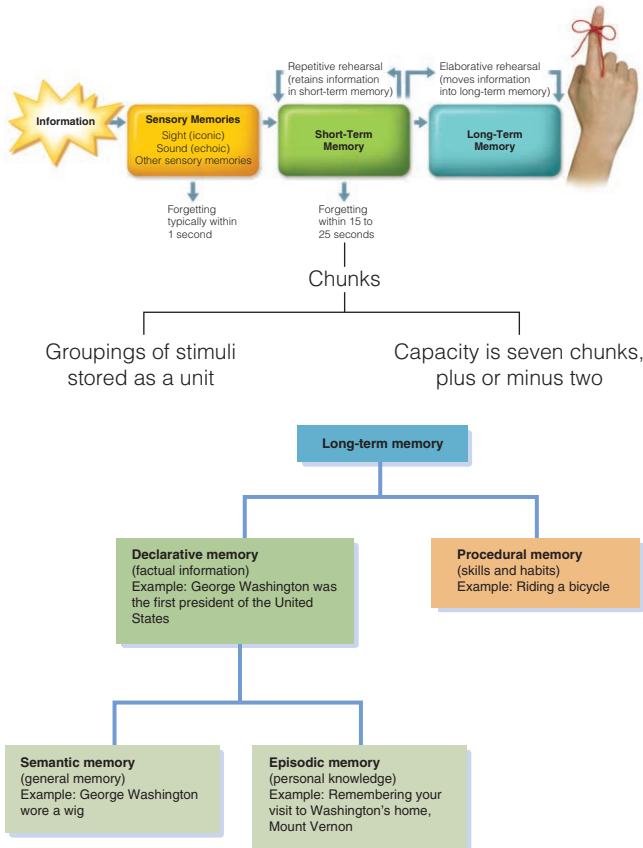 Repetitive rehearsal
(retains information
in short-term memory)
Elaborative rehearsal
(moves information
into long-term memory)
Information
Sensory Memories
Sight (iconic)
Sound (echoic)
Other sensory memories
Short-Term
Memory
Long-Term
Memory
Forgetting
typically within
1 second
Forgetting
within 15 to
25 seconds
Chunks
Groupings of stimuli
stored as a unit
Capacity is seven chunks,
plus or minus two
Long-term memory
Declarative memory
(factual information)
Example: George Washington was
the first president of the United
States
Procedural memory
(skills and habits)
Example: Riding a bicycle
Semantic memory
(general memory)
Example: George Washington
wore a wig
Episodic memory
(personal knowledge)
Example: Remembering your
visit to Washington's home,
Mount Vernon